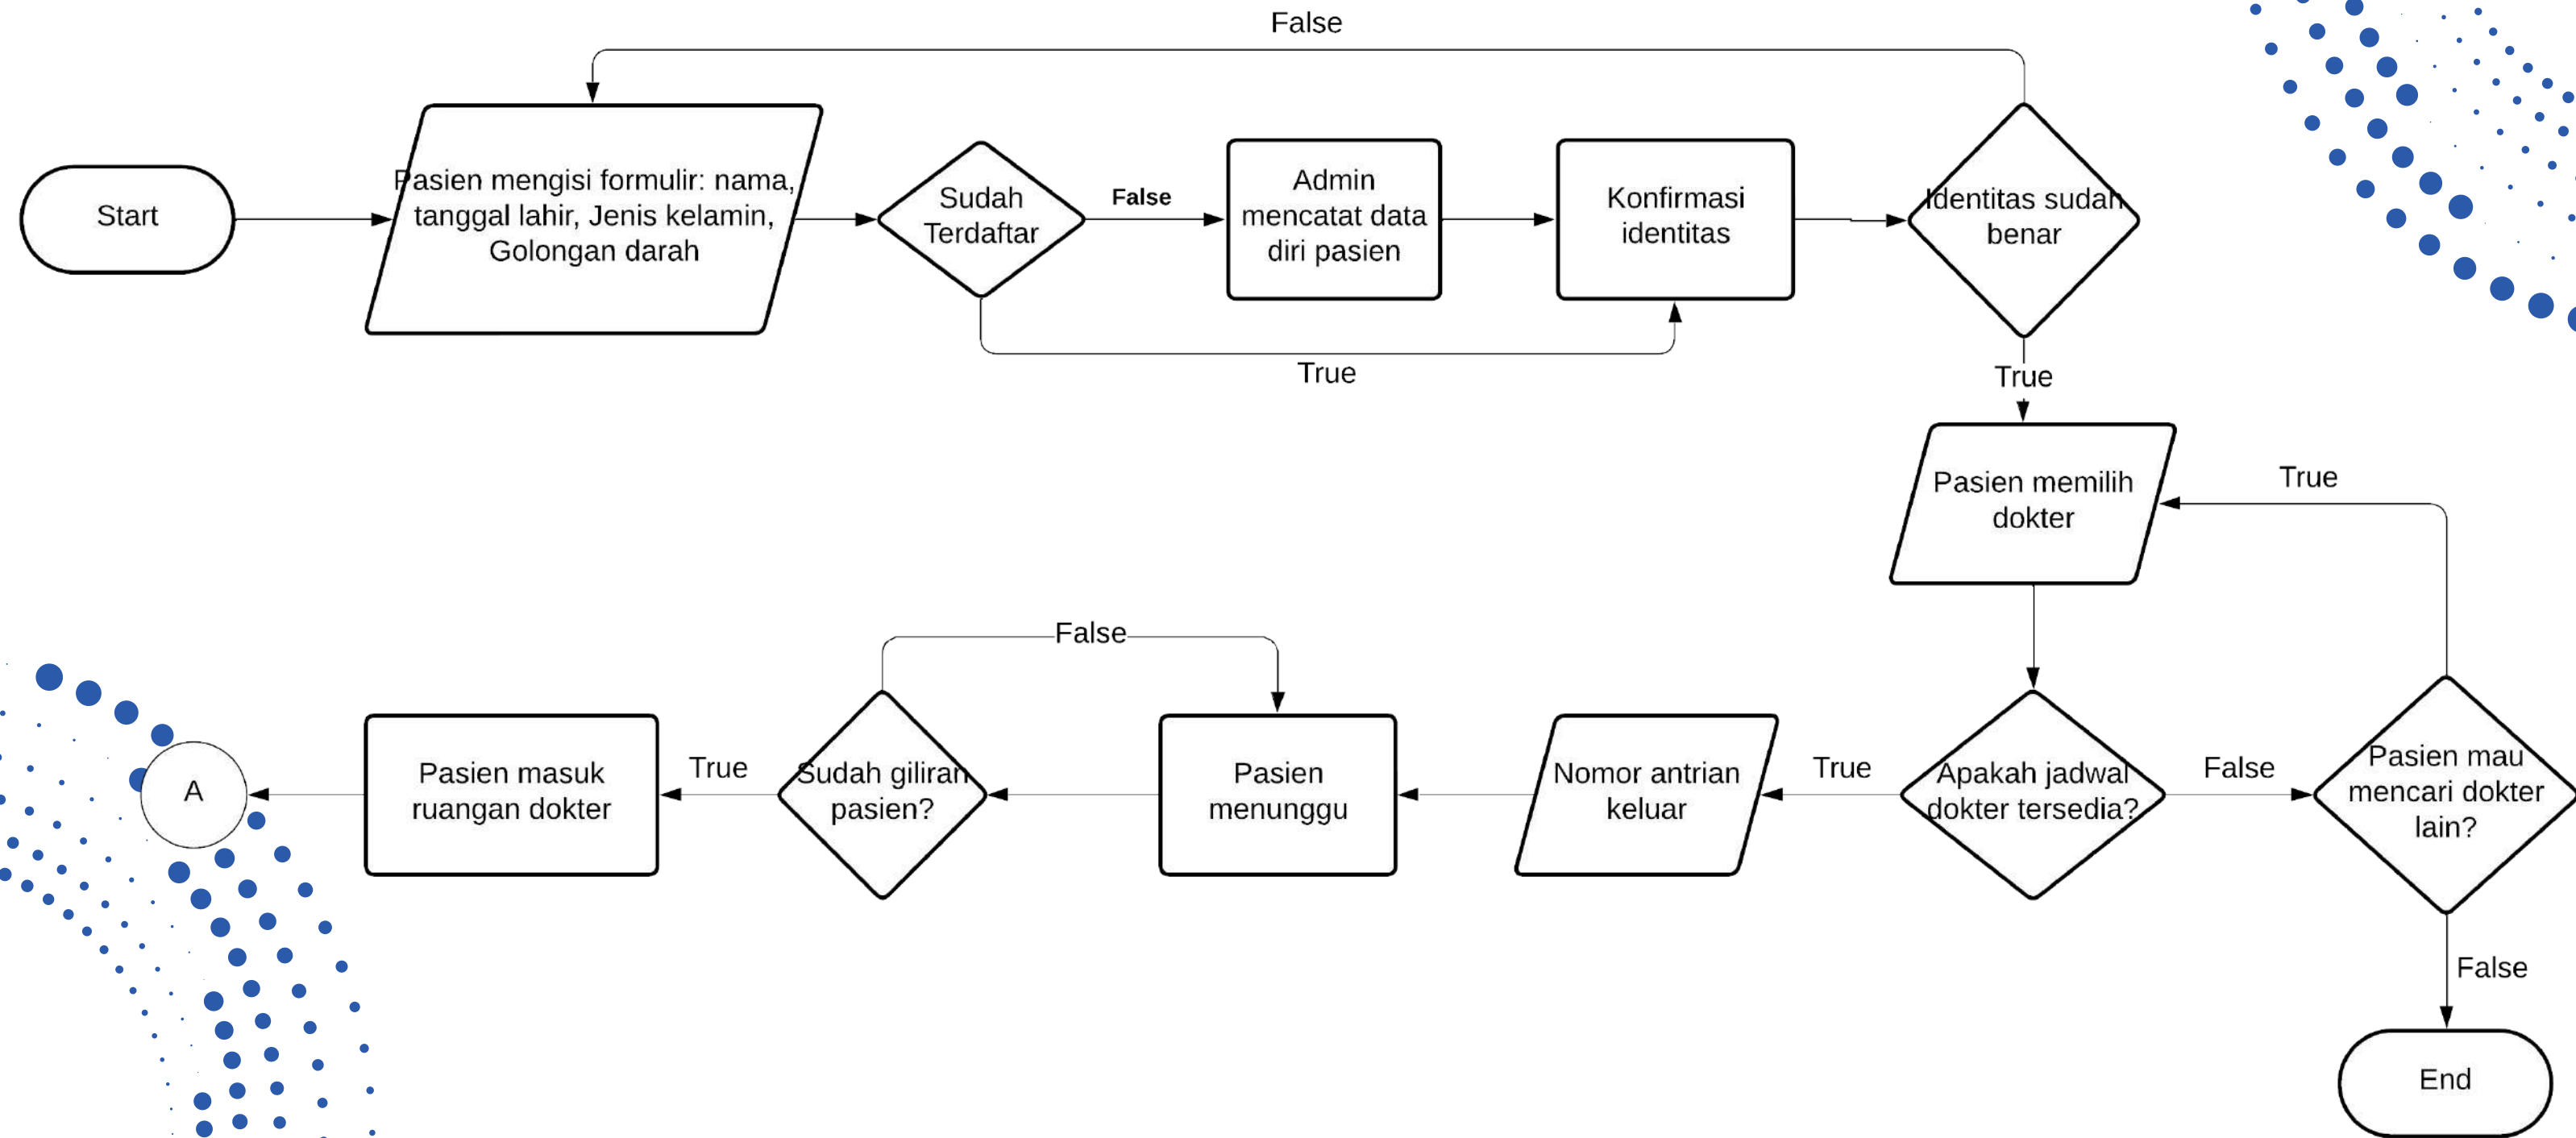 False
Start
Pasien mengisi formulir: nama,
tanggal lahir, Jenis kelamin,
Golongan darah
Sudah
Terdaftar
False
Admin
mencatat data
diri pasien
Konfirmasi
identitas
Identitas sudah
benar
True
True
Pasien memilih
dokter
True
False
A
Pasien masuk
ruangan dokter
True
Sudah giliran
pasien?
Pasien
menunggu
Nomor antrian
keluar
True
Apakah jadwal
dokter tersedia?
False
Pasien mau
mencari dokter
lain?
False
End